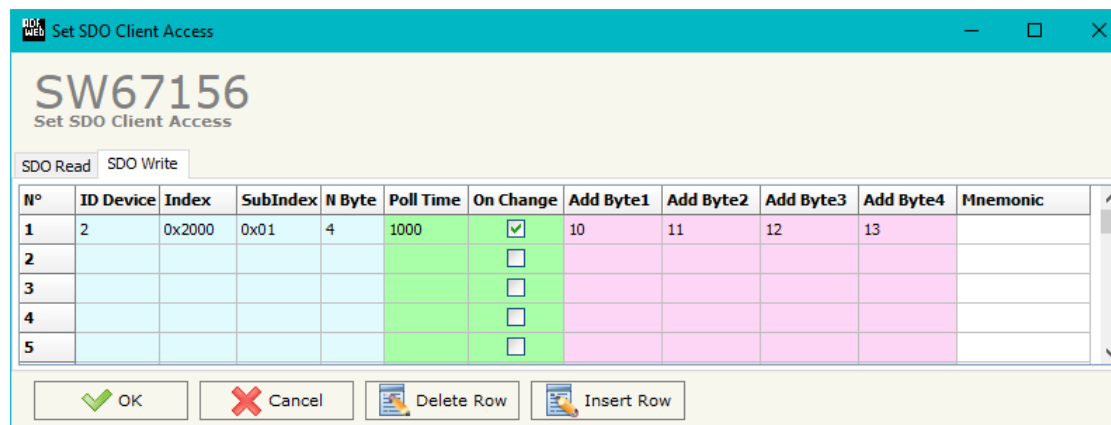 ADF WEB Set SDO Client Access
SW67156
Set SDO Client Access
SDO Read SDO Write
N° ID Device Index SubIndex N Byte Poll Time On Change Add Byte1 Add Byte2 Add Byte3 Add Byte4 Mnemonic
1 2 0x2000 0x01 4 1000 10 11 12 13
2
3
4
5
OK Cancel Delete Row Insert Row